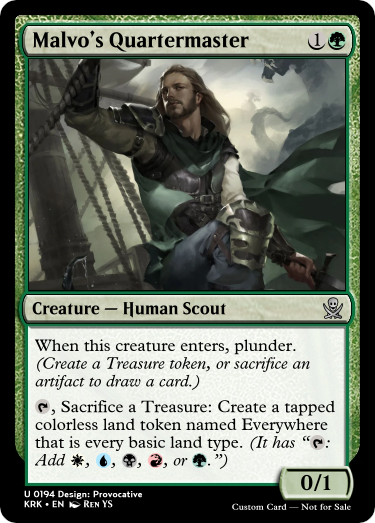 Malvo's Quartermaster 1
Creature — Human Scout
When this creature enters, plunder.
(Create a Treasure token, or sacrifice an
artifact to draw a card.)
, Sacrifice a Treasure: Create a tapped
colorless land token named Everywhere
that is every basic land type. (It has “ :
Add , , , , or .”)
0/1
U 0194 Design: Provocative
KRK • EN Ren YS
Custom Card — Not for Sale